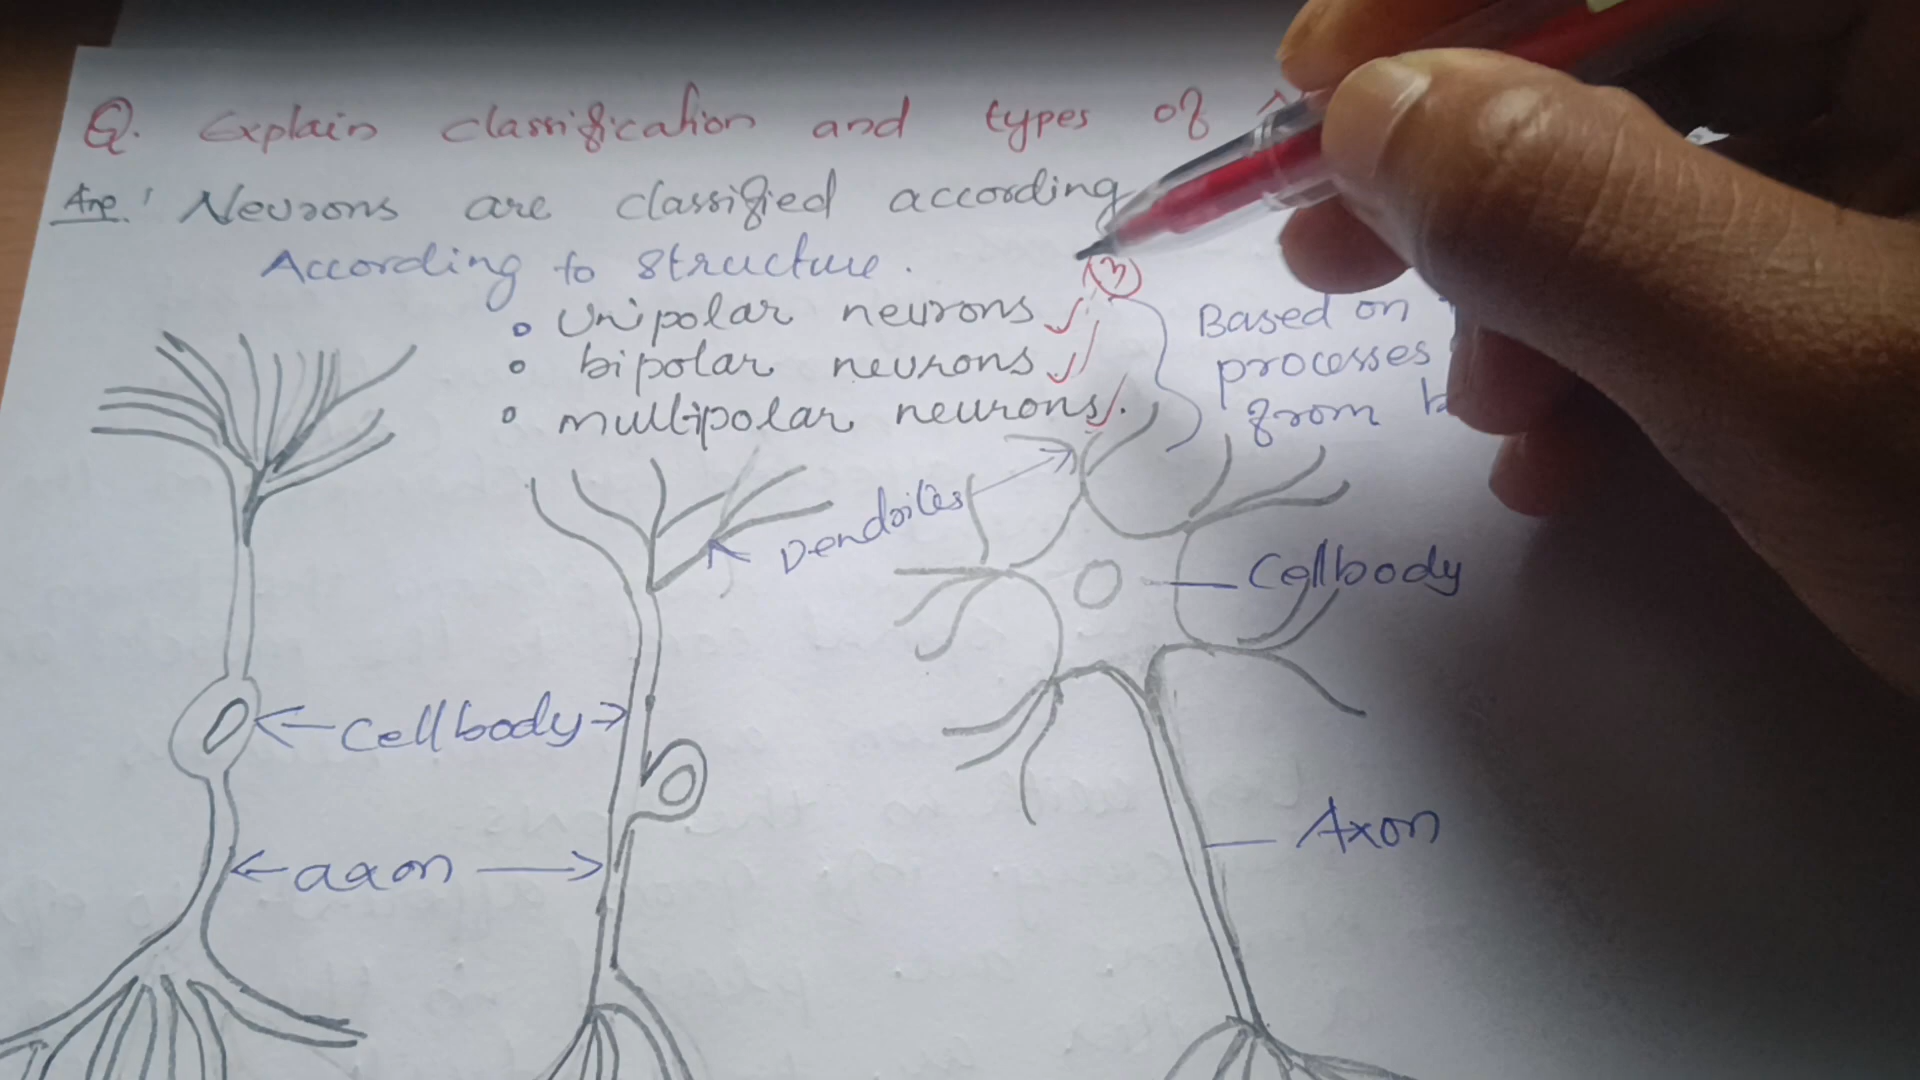 Q. Explain classification and types of
Ans! Neurons are classified according
According to structure.
(3)
• Unipolar neurons ✓
• bipolar neurons ✓
• multipolar neurons.
Based on
processes
from
Dendrites
Cellbody
Cellbody
axon
Axon